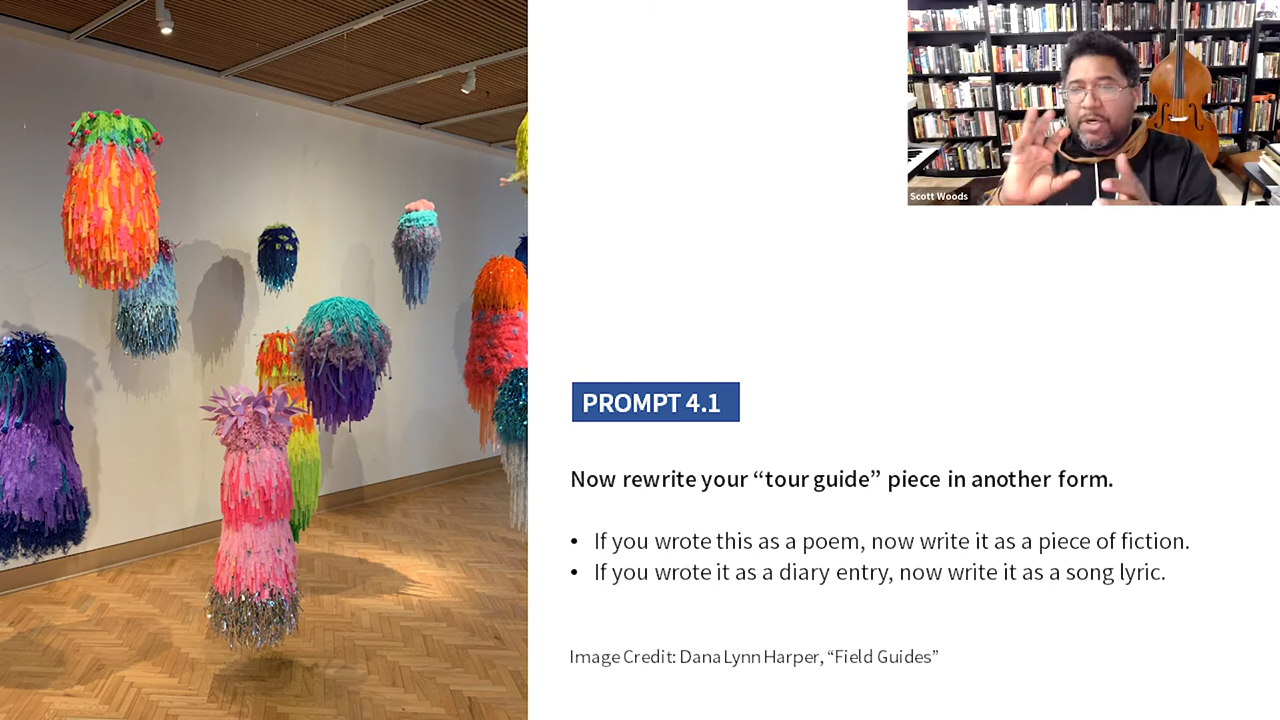 Scott Woods
PROMPT 4.1
Now rewrite your “tour guide” piece in another form.
• If you wrote this as a poem, now write it as a piece of fiction.
• If you wrote it as a diary entry, now write it as a song lyric.
Image Credit: Dana Lynn Harper, “Field Guides”